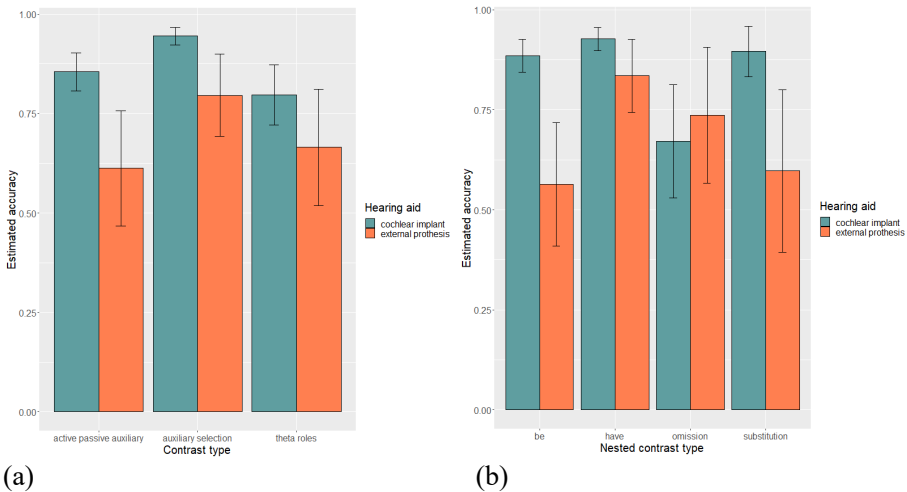 1.00
0.75
0.50
0.25
0.00
Estimated accuracy
active passive auxiliary auxiliary selection theta roles
Contrast type
Hearing aid
cochlear implant
external prothesis
(a)
1.00
0.75
0.50
0.25
0.00
Estimated accuracy
be have omission substitution
Nested contrast type
Hearing aid
cochlear implant
external prothesis
(b)